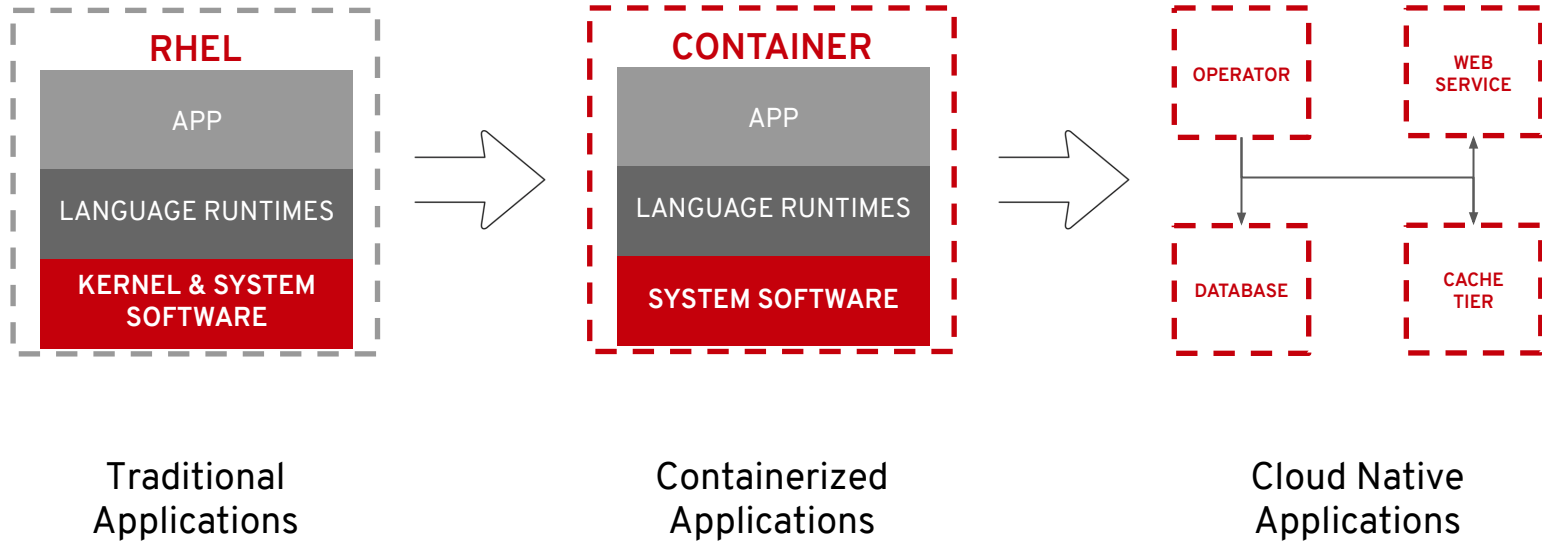 RHEL
APP
LANGUAGE RUNTIMES
KERNEL & SYSTEM
SOFTWARE
CONTAINER
APP
LANGUAGE RUNTIMES
SYSTEM SOFTWARE
OPERATOR
WEB
SERVICE
DATABASE
CACHE
TIER
Traditional
Applications
Containerized
Applications
Cloud Native
Applications